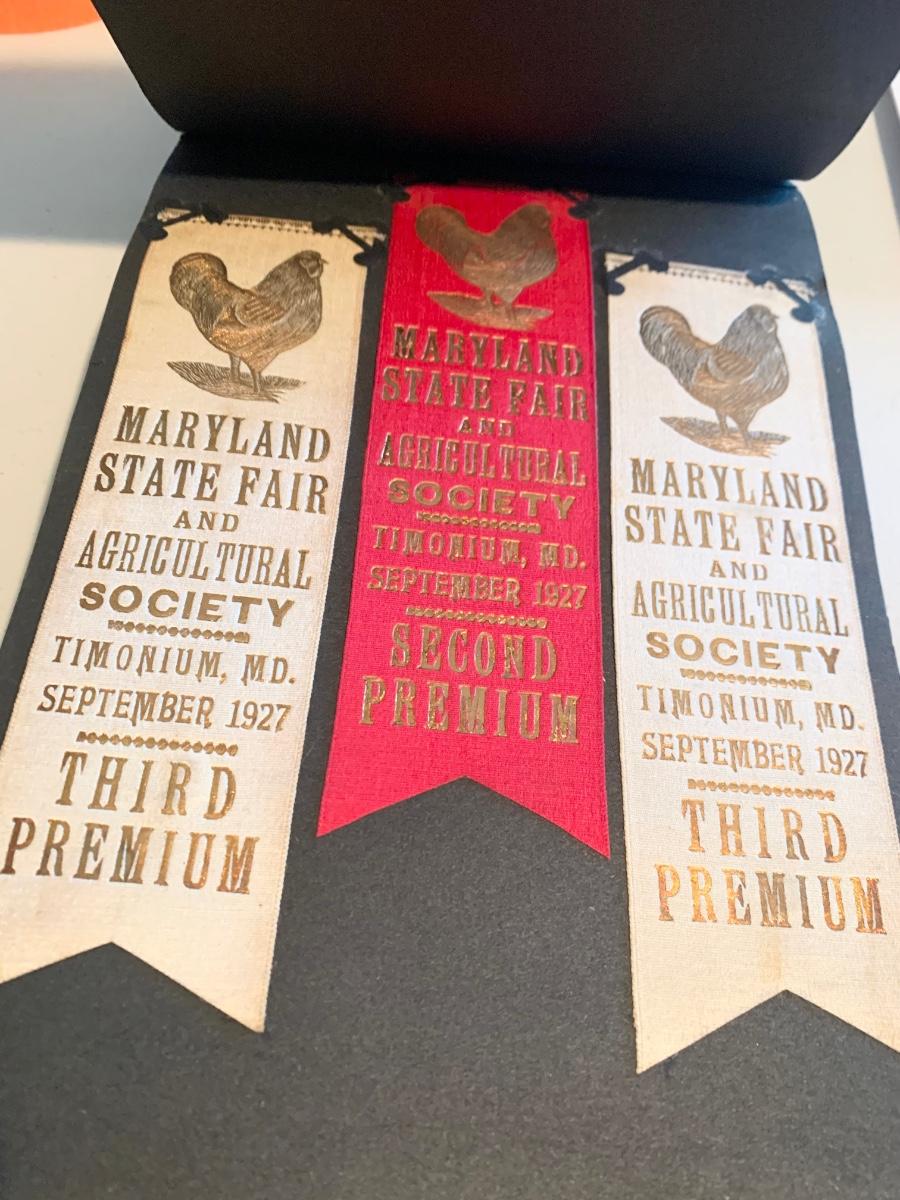 MARYLAND
STATE FAIR
AND
AGRICULTURAL
SOCIETY
TIMONIUM, MD.
SEPTEMBER 1927
THIRD
PREMIUM
MARYLAND
STATE FAIR
AND
AGRICULTURAL
SOCIETY
TIMONIUM, MD.
SEPTEMBER 1927
SECOND
PREMIUM
MARYLAND
STATE FAIR
AND
AGRICULTURAL
SOCIETY
TIMONIUM, MD.
SEPTEMBER 1927
THIRD
PREMIUM